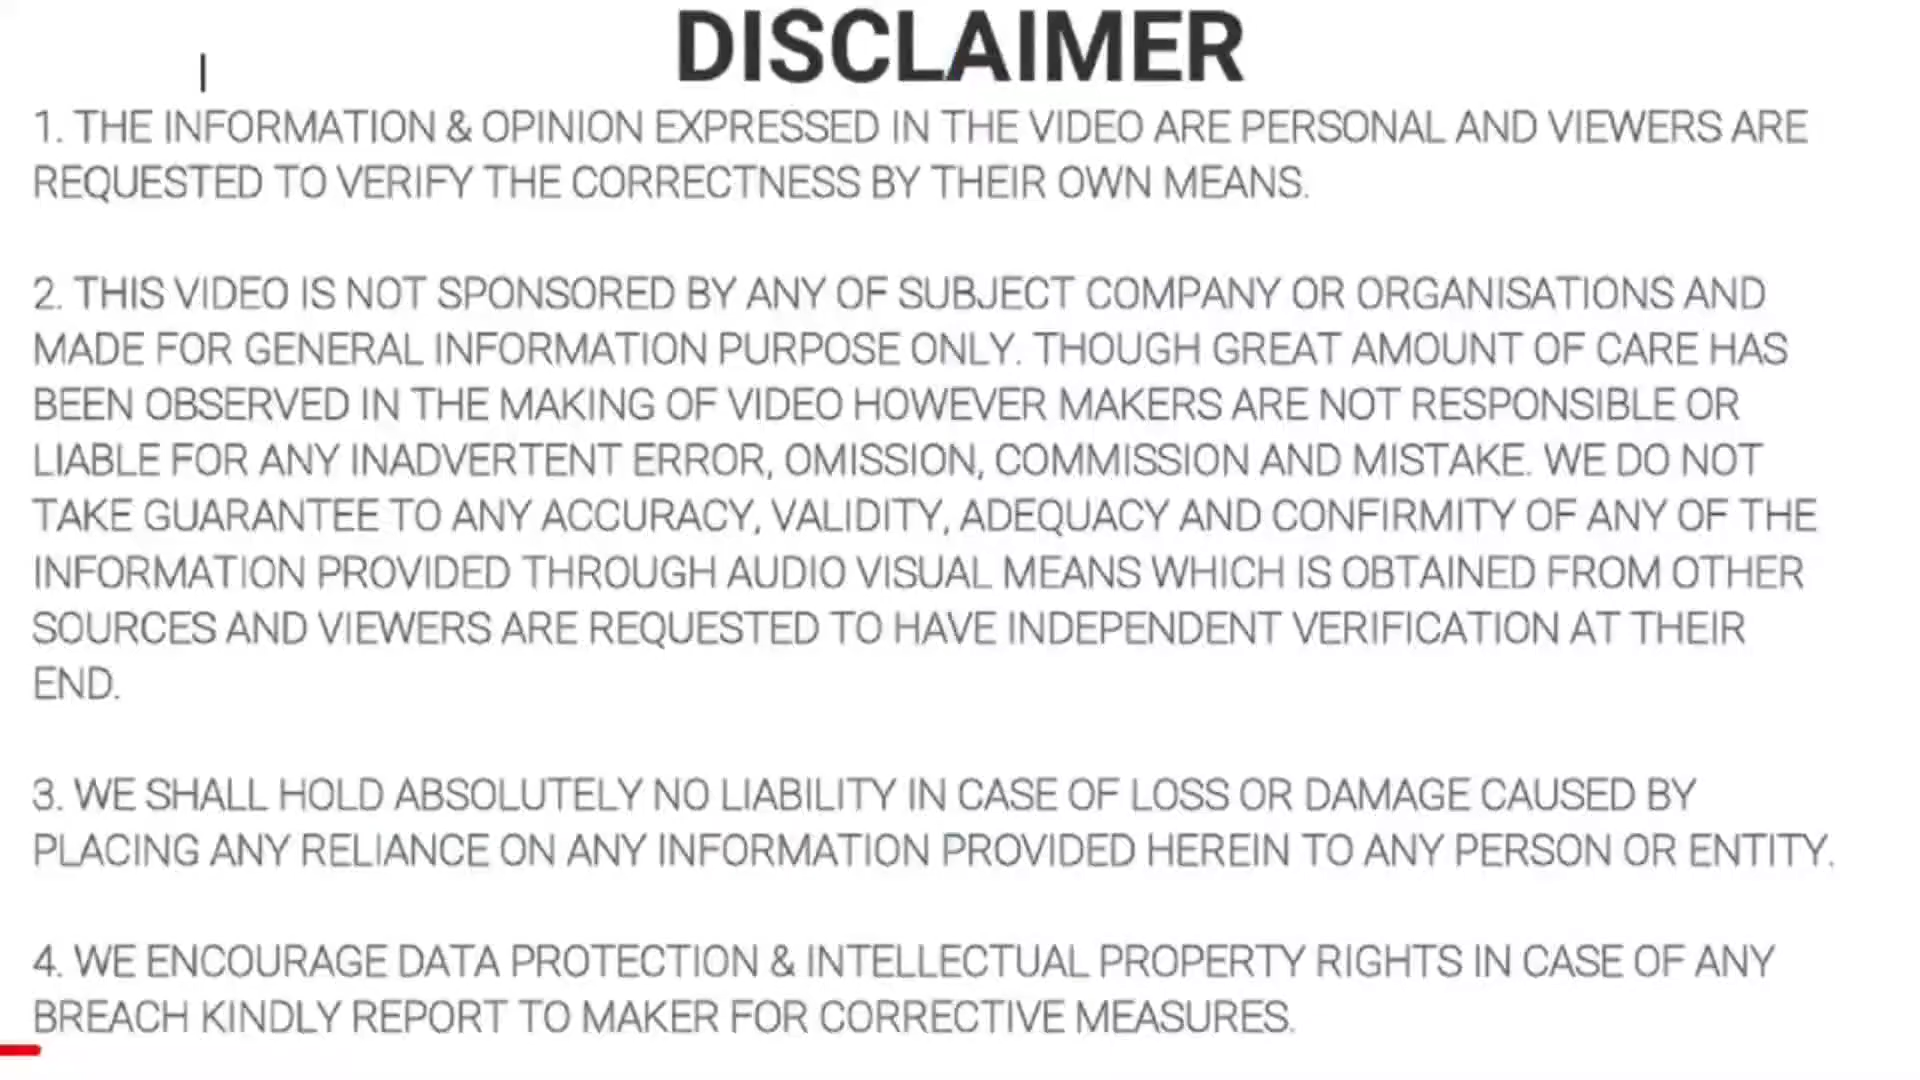 DISCLAIMER
1. THE INFORMATION & OPINION EXPRESSED IN THE VIDEO ARE PERSONAL AND VIEWERS ARE
REQUESTED TO VERIFY THE CORRECTNESS BY THEIR OWN MEANS.
2. THIS VIDEO IS NOT SPONSORED BY ANY OF SUBJECT COMPANY OR ORGANISATIONS AND
MADE FOR GENERAL INFORMATION PURPOSE ONLY. THOUGH GREAT AMOUNT OF CARE HAS
BEEN OBSERVED IN THE MAKING OF VIDEO HOWEVER MAKERS ARE NOT RESPONSIBLE OR
LIABLE FOR ANY INADVERTENT ERROR, OMISSION, COMMISSION AND MISTAKE. WE DO NOT
TAKE GUARANTEE TO ANY ACCURACY, VALIDITY, ADEQUACY AND CONFIRMITY OF ANY OF THE
INFORMATION PROVIDED THROUGH AUDIO VISUAL MEANS WHICH IS OBTAINED FROM OTHER
SOURCES AND VIEWERS ARE REQUESTED TO HAVE INDEPENDENT VERIFICATION AT THEIR
END.
3. WE SHALL HOLD ABSOLUTELY NO LIABILITY IN CASE OF LOSS OR DAMAGE CAUSED BY
PLACING ANY RELIANCE ON ANY INFORMATION PROVIDED HEREIN TO ANY PERSON OR ENTITY.
4. WE ENCOURAGE DATA PROTECTION & INTELLECTUAL PROPERTY RIGHTS IN CASE OF ANY
BREACH KINDLY REPORT TO MAKER FOR CORRECTIVE MEASURES.